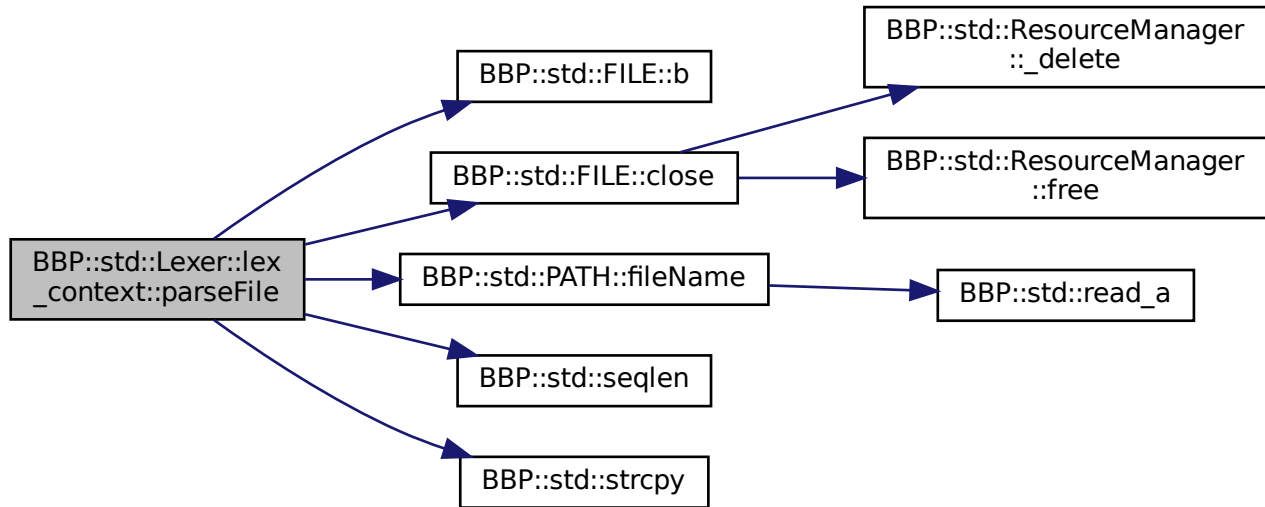 BBP::std::Lexer::lex
_context::parseFile
BBP::std::FILE::b
BBP::std::FILE::close
BBP::std::ResourceManager
::_delete
BBP::std::ResourceManager
::free
BBP::std::PATH::fileName
BBP::std::read_a
BBP::std::seqlen
BBP::std::strcpy